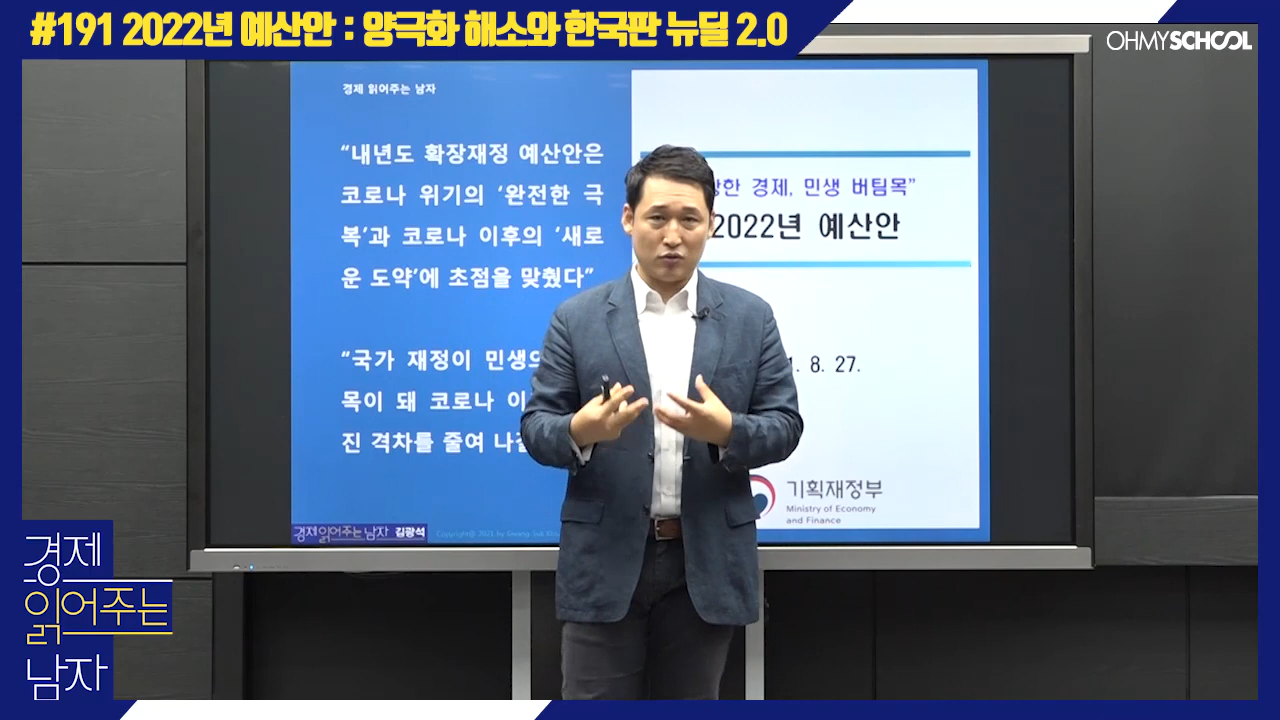 #191 2022년 예산안 : 양극화 해소와 한국판 뉴딜 2.0
OHMYSCHOOL
경제 읽어주는 남자
“내년도 확장재정 예산안은
코로나 위기의 ‘완전한 극
복’과 코로나 이후의 ‘새로
운 도약’에 초점을 맞췄다”
“국가 재정이
목이 돼 코로나
진 격차를 줄여
경제, 민생 버팀목”
2022년 예산안
8. 27.
기획재정부
Ministry of Economy
and Finance
경제읽어주는남자 김광석
Copyright@ 2021 by
경제
읽어주는
남자